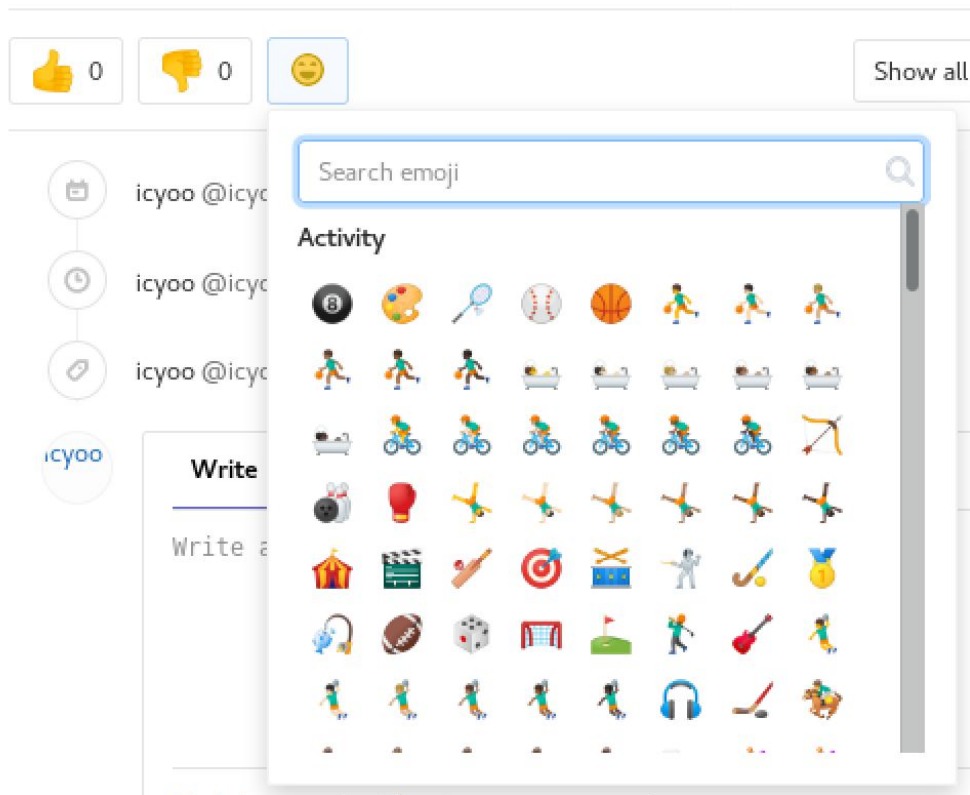 0
0
Show all
Search emoji
Activity
icyoo @icyo
icyoo @icyo
icyoo @icyo
icyoo
Write
Write a